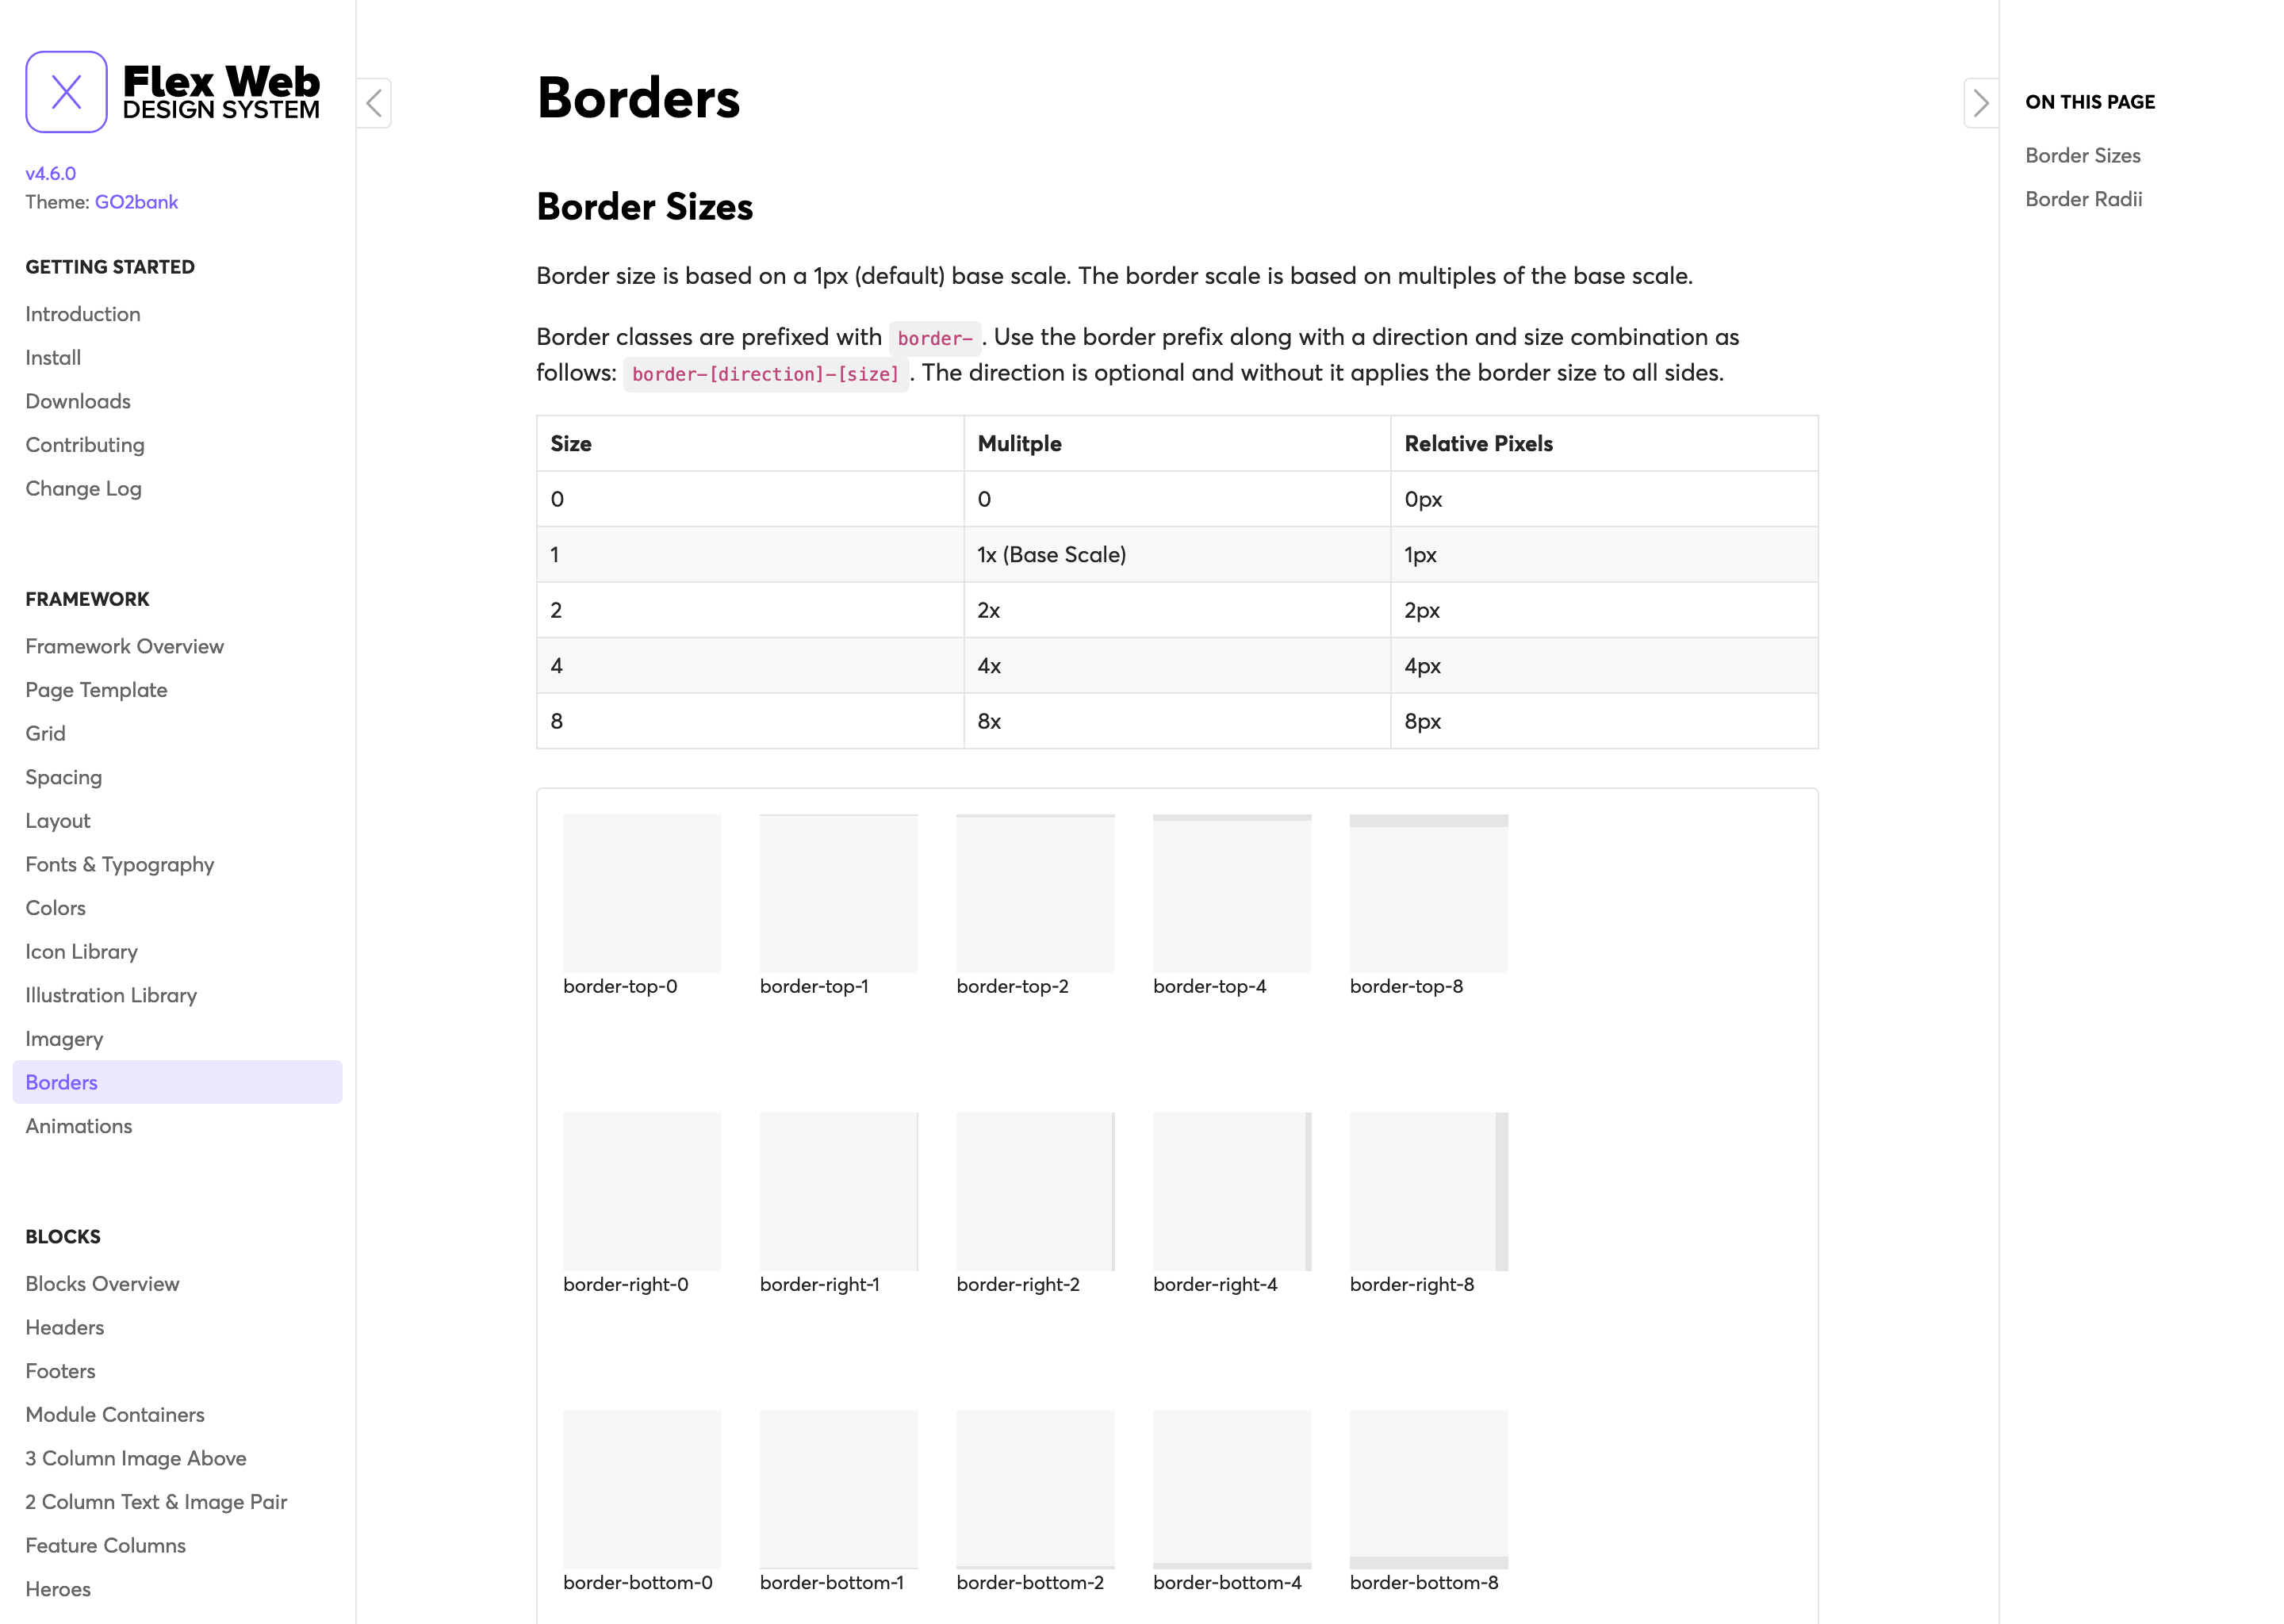 Flex Web
DESIGN SYSTEM
v4.6.0
Theme: GO2bank
GETTING STARTED
Introduction
Install
Downloads
Contributing
Change Log
FRAMEWORK
Framework Overview
Page Template
Grid
Spacing
Layout
Fonts & Typography
Colors
Icon Library
Illustration Library
Imagery
Borders
Animations
BLOCKS
Blocks Overview
Headers
Footers
Module Containers
3 Column Image Above
2 Column Text & Image Pair
Feature Columns
Heroes
Borders
Border Sizes
Border size is based on a 1px (default) base scale. The border scale is based on multiples of the base scale.
Border classes are prefixed with border-. Use the border prefix along with a direction and size combination as
follows: border-[direction]-[size]. The direction is optional and without it applies the border size to all sides.
Size Mulitple Relative Pixels
0 0 0px
1 1x (Base Scale) 1px
2 2x 2px
4 4x 4px
8 8x 8px
border-top-0 border-top-1 border-top-2 border-top-4 border-top-8
border-right-0 border-right-1 border-right-2 border-right-4 border-right-8
border-bottom-0 border-bottom-1 border-bottom-2 border-bottom-4 border-bottom-8
ON THIS PAGE
Border Sizes
Border Radii